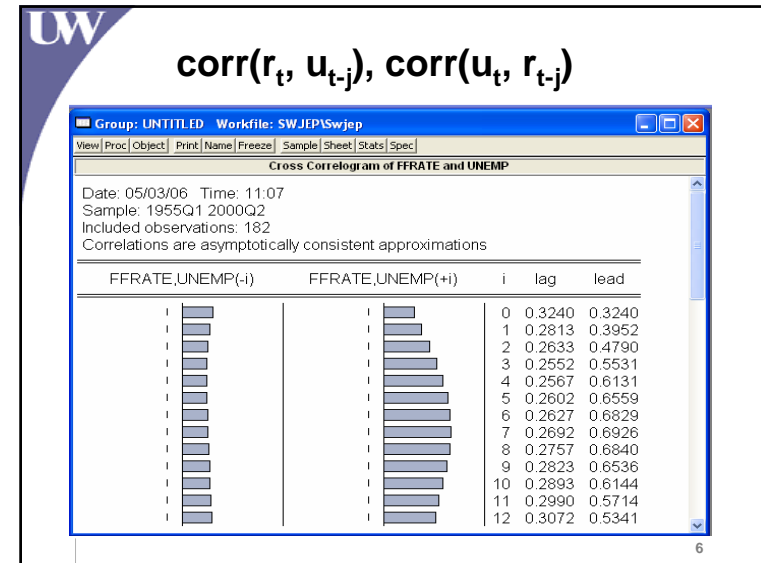 UW
corr(rt, ut-j), corr(ut, rt-j)
Group: UNTITLED Workfile: SWJEP\Swjep
View Proc Object Print Name Freeze Sample Sheet Stats Spec
Cross Correlogram of FFRATE and UNEMP
Date: 05/03/06 Time: 11:07
Sample: 1955Q1 2000Q2
Included observations: 182
Correlations are asymptotically consistent approximations
FFRATE,UNEMP(-i) FFRATE,UNEMP(+i) i lag lead
0 0.3240 0.3240
1 0.2813 0.3952
2 0.2633 0.4790
3 0.2552 0.5531
4 0.2567 0.6131
5 0.2602 0.6559
6 0.2627 0.6829
7 0.2692 0.6926
8 0.2757 0.6840
9 0.2823 0.6536
10 0.2893 0.6144
11 0.2990 0.5714
12 0.3072 0.5341
6